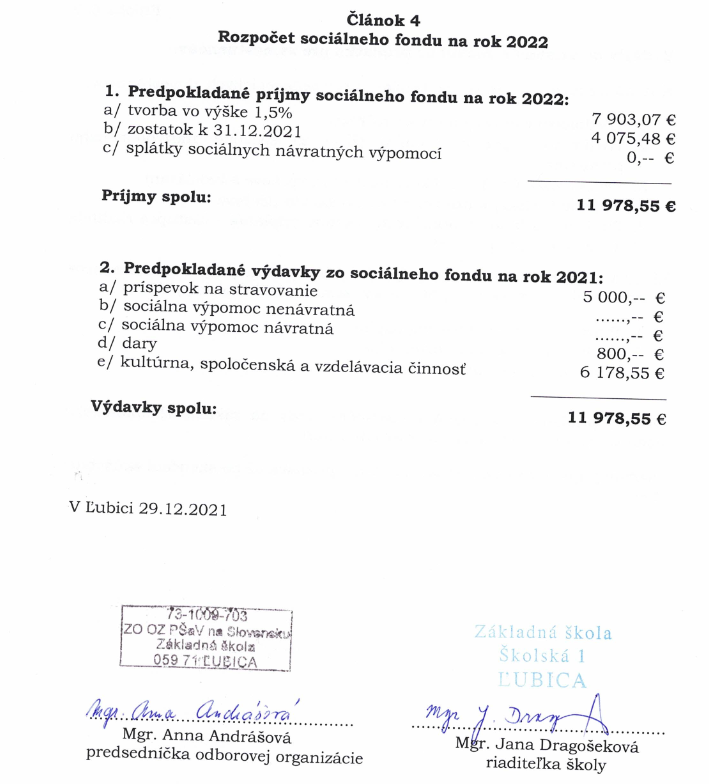 Článok 4
Rozpočet sociálneho fondu na rok 2022
1. Predpokladané príjmy sociálneho fondu na rok 2022:
a/ tvorba vo výške 1,5% 7 903,07 €
b/ zostatok k 31.12.2021 4 075,48 €
c/ splátky sociálnych návratných výpomocí 0,-- €
Príjmy spolu: 11 978,55 €
2. Predpokladané výdavky zo sociálneho fondu na rok 2021:
a/ príspevok na stravovanie 5 000,-- €
b/ sociálna výpomoc nenávratná ......,-- €
c/ sociálna výpomoc návratná ......,-- €
d/ dary 800,-- €
e/ kultúrna, spoločenská a vzdelávacia činnosť 6 178,55 €
Výdavky spolu: 11 978,55 €
V Ľubici 29.12.2021
73-1009-703
ZO OZ PŠaV na Slovensku
Základná škola
059 71 ĽUBICA
Základná škola
Školská 1
ĽUBICA
Mgr. Anna Andrášová
Mgr. J. Drag
Mgr. Anna Andrášová
predsedníčka odborovej organizácie
Mgr. Jana Dragošeková
riaditeľka školy